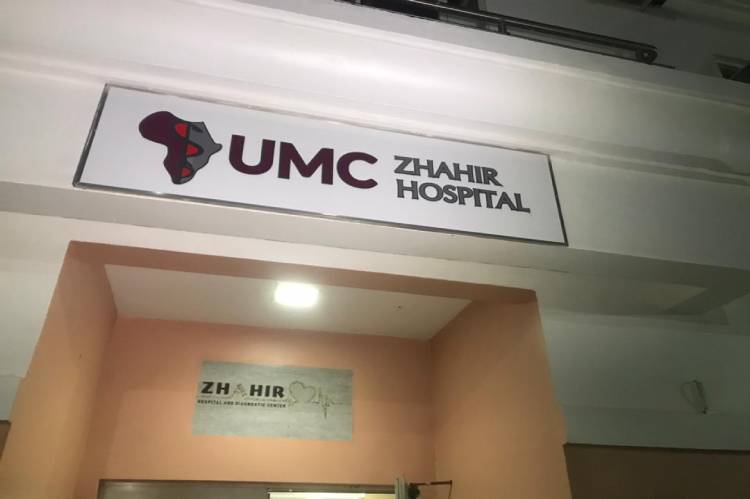 UMC
ZHAHIR
HOSPITAL
ZHAHIR
HOSPITAL AND DIAGNOSTIC CENTER